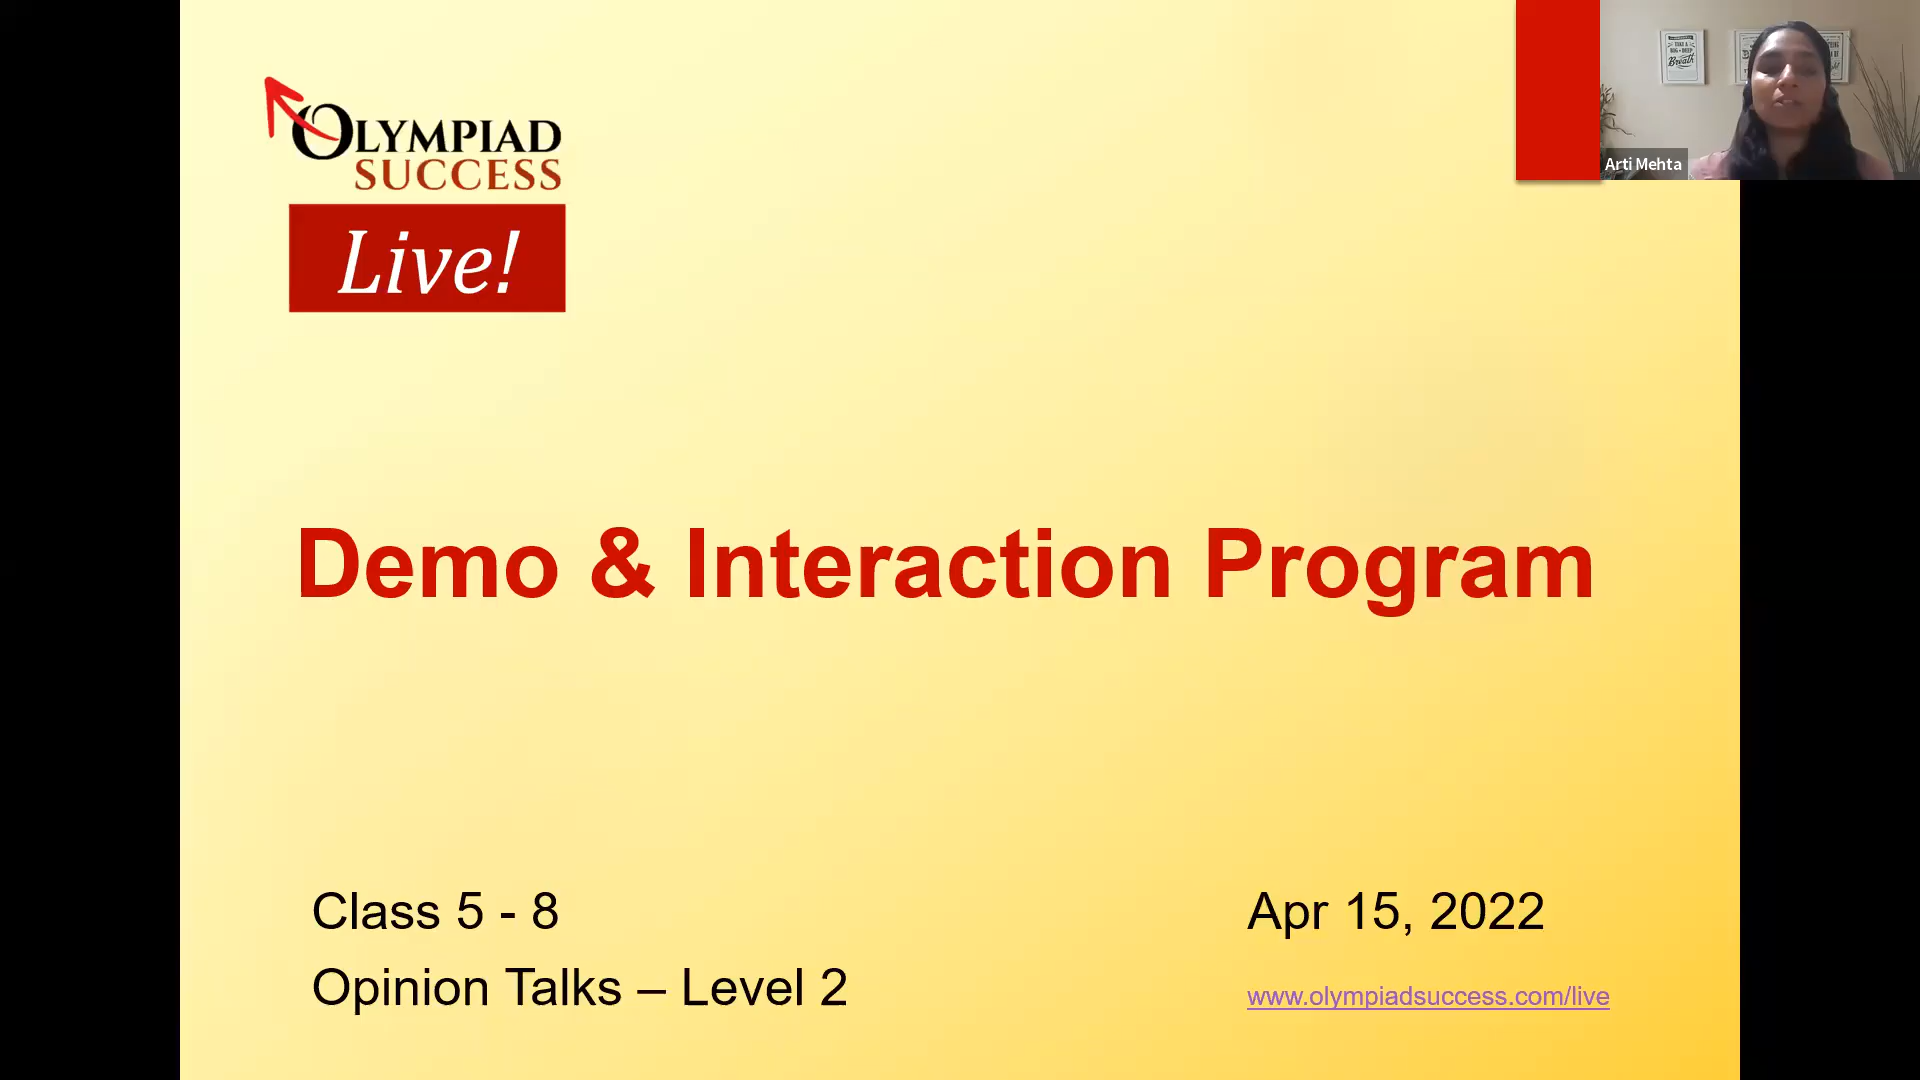 OLYMPIAD
SUCCESS
Live!
Breath
Arti Mehta
Demo & Interaction Program
Class 5 - 8
Apr 15, 2022
Opinion Talks – Level 2
www.olympiadsuccess.com/live